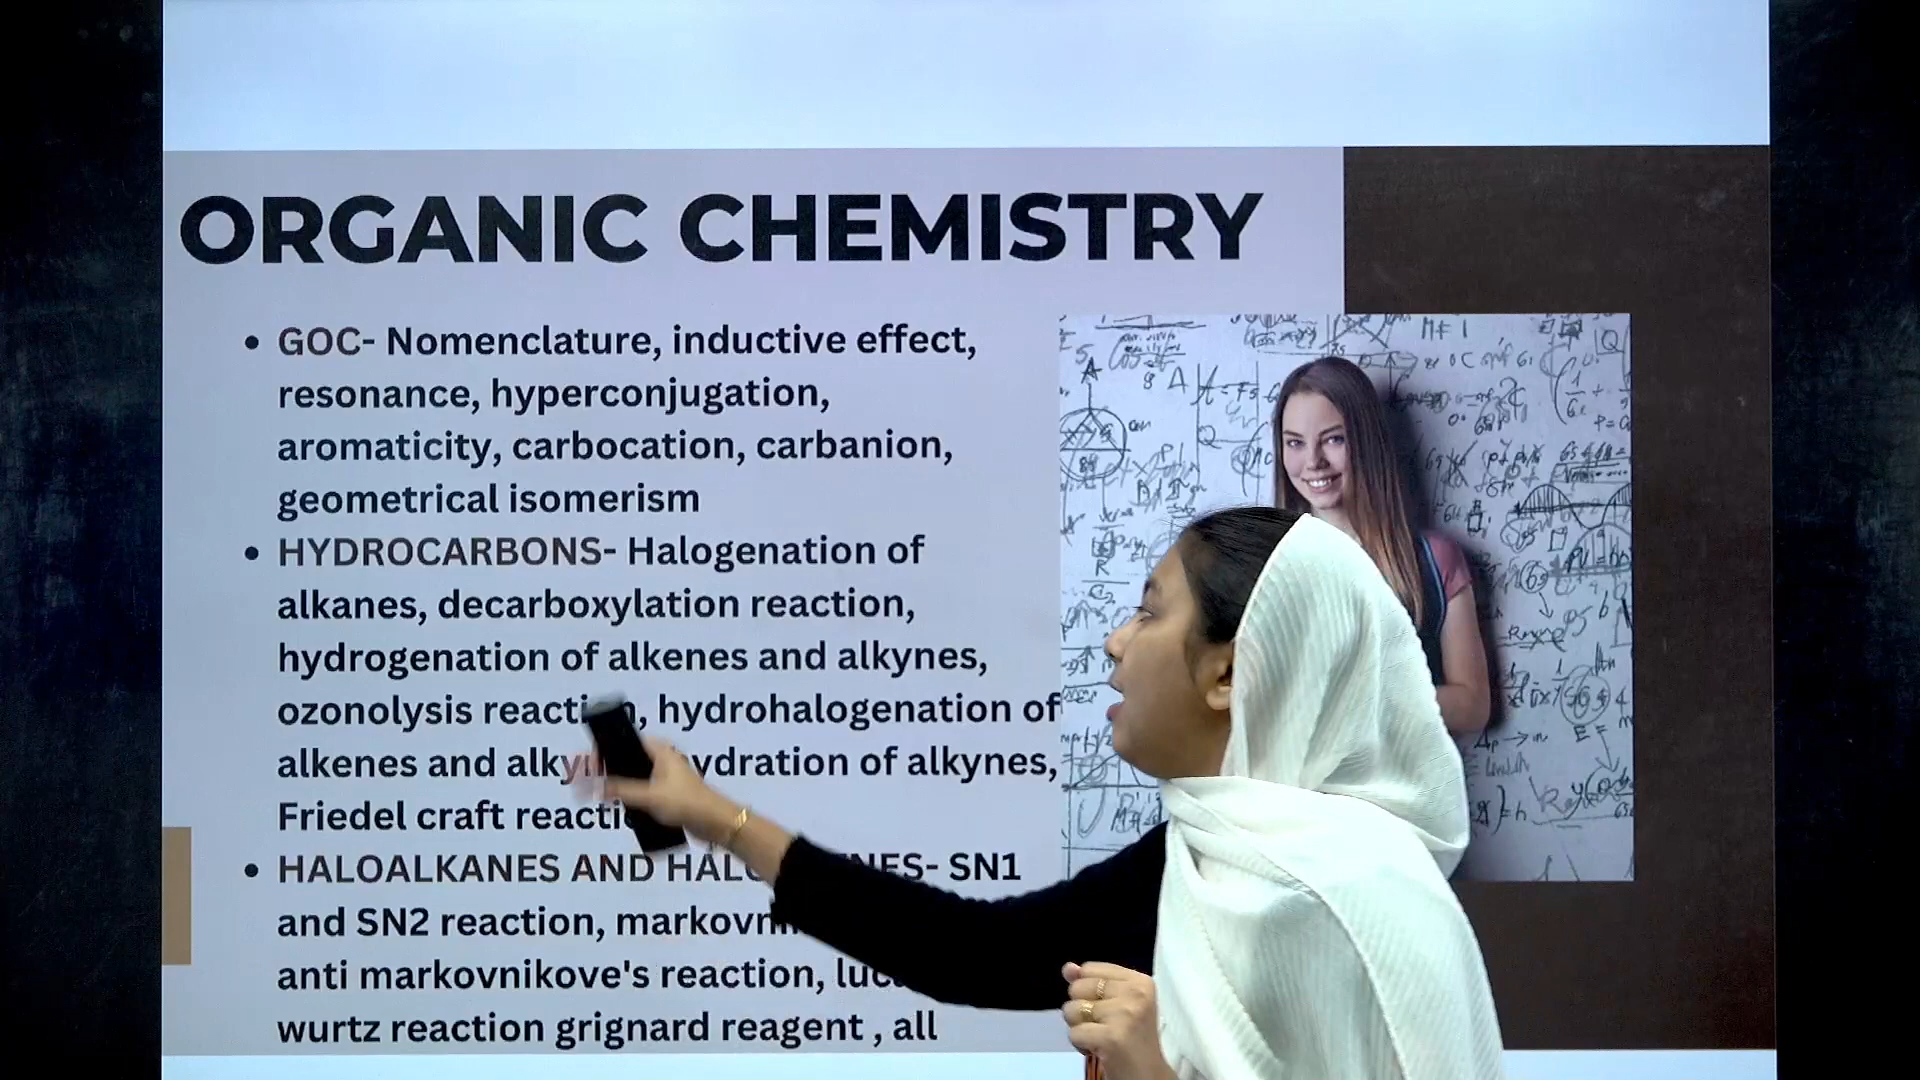 ORGANIC CHEMISTRY
GOC- Nomenclature, inductive effect,
resonance, hyperconjugation,
aromaticity, carbocation, carbanion,
geometrical isomerism
HYDROCARBONS- Halogenation of
alkanes, decarboxylation reaction,
hydrogenation of alkenes and alkynes,
ozonolysis hydrohalogenation of
alkenes and of alkynes,
Friedel craft
HALOALKANES AND SN1
and SN2 reaction,
anti markovnikove's reaction,
wurtz reaction grignard reagent , all